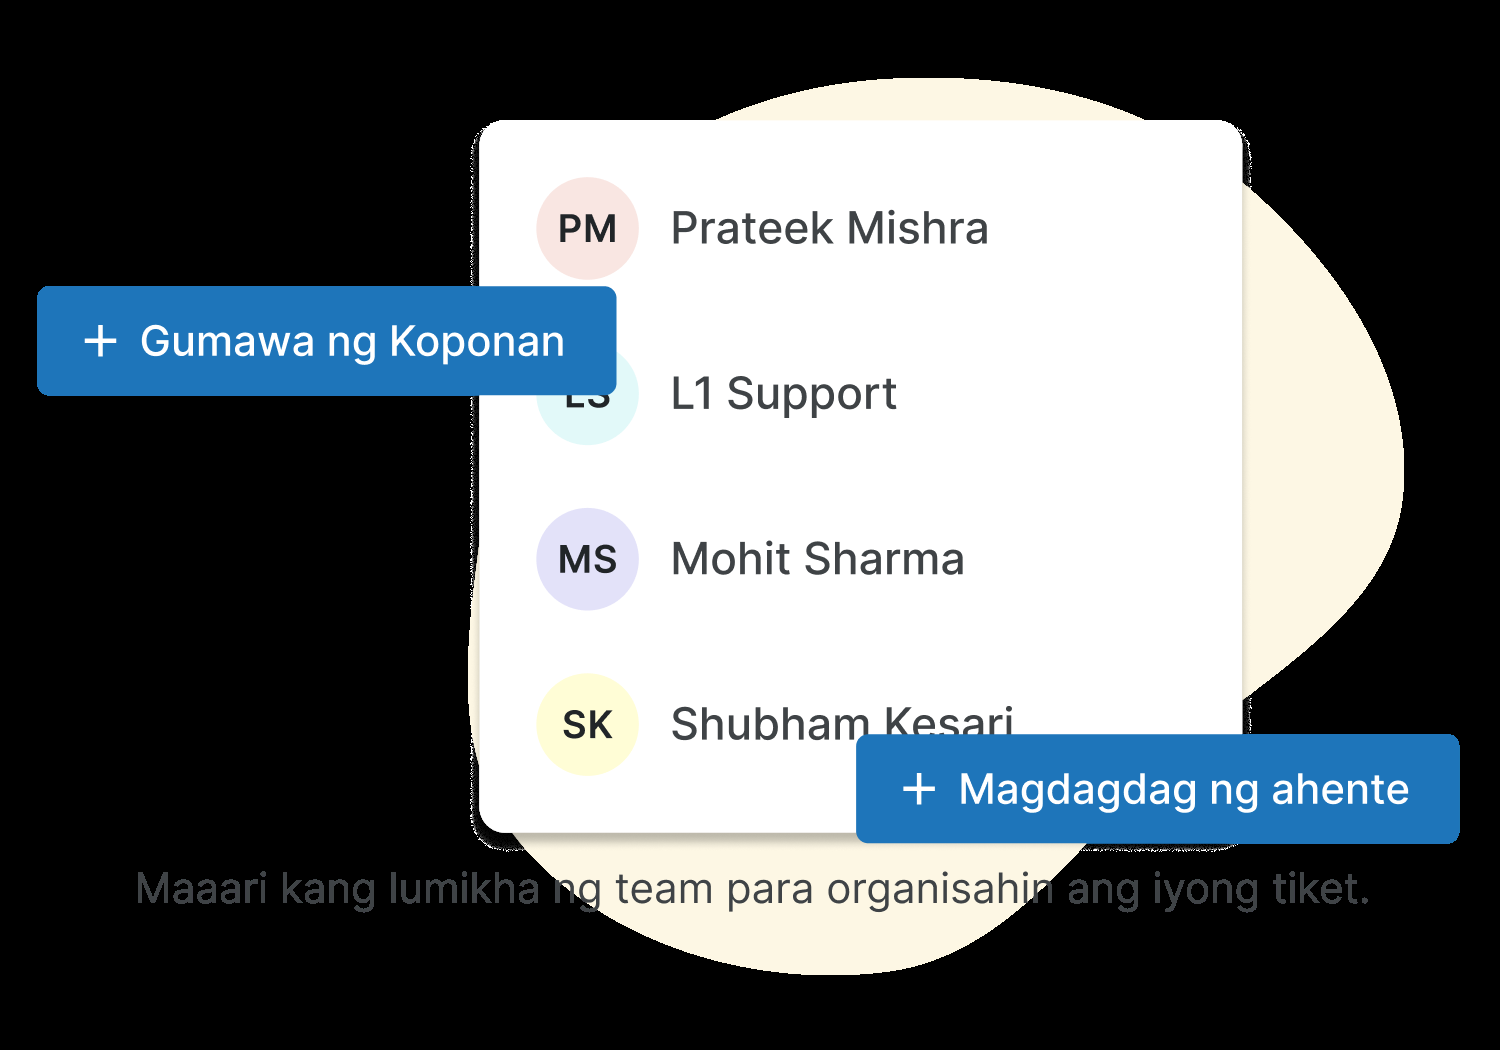 PM Prateek Mishra
+ Gumawa ng Koponan
LS L1 Support
MS Mohit Sharma
SK Shubham Kesari
+ Magdagdag ng ahente
Maaari kang lumikha ng team para organisahin ang iyong tiket.